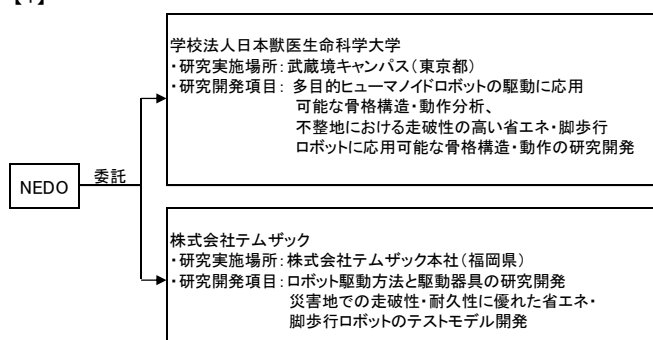 学校法人日本獣医生命科学大学
・研究実施場所：武蔵境キャンパス（東京都）
・研究開発項目： 多目的ヒューマノイドロボットの駆動に応用
可能な骨格構造・動作分析、
不整地における走破性の高い省エネ・脚歩行
ロボットに応用可能な骨格構造・動作の研究開発
NEDO
委託
株式会社テムザック
・研究実施場所：株式会社テムザック本社（福岡県）
・研究開発項目：ロボット駆動方法と駆動器具の研究開発
災害地での走破性・耐久性に優れた省エネ・
脚歩行ロボットのテストモデル開発